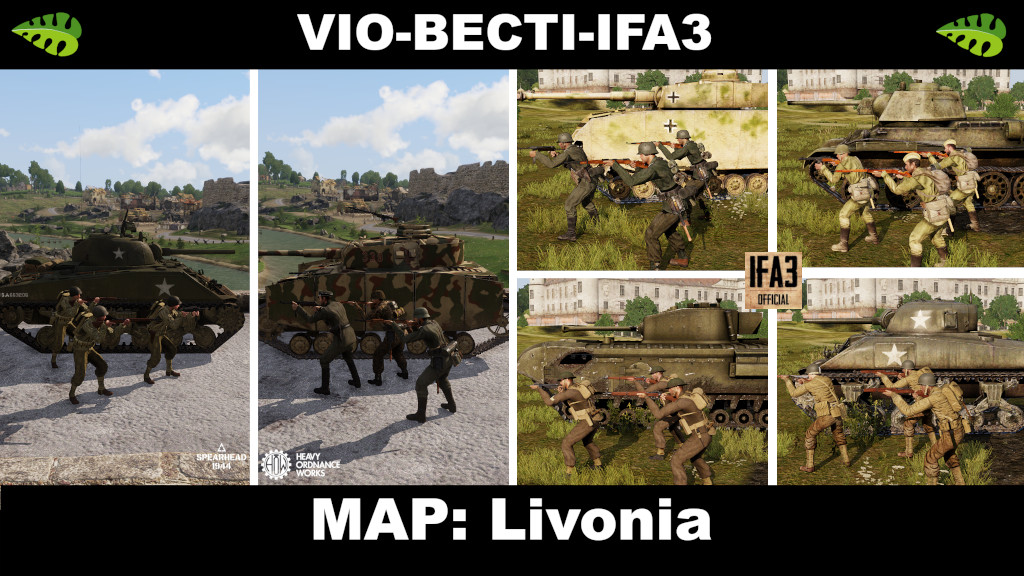 VIO-BECTI-IFA3
IFA3
OFFICIAL
SPEARHEAD
1944
HEAVY
ORDNANCE
WORKS
MAP: Livonia